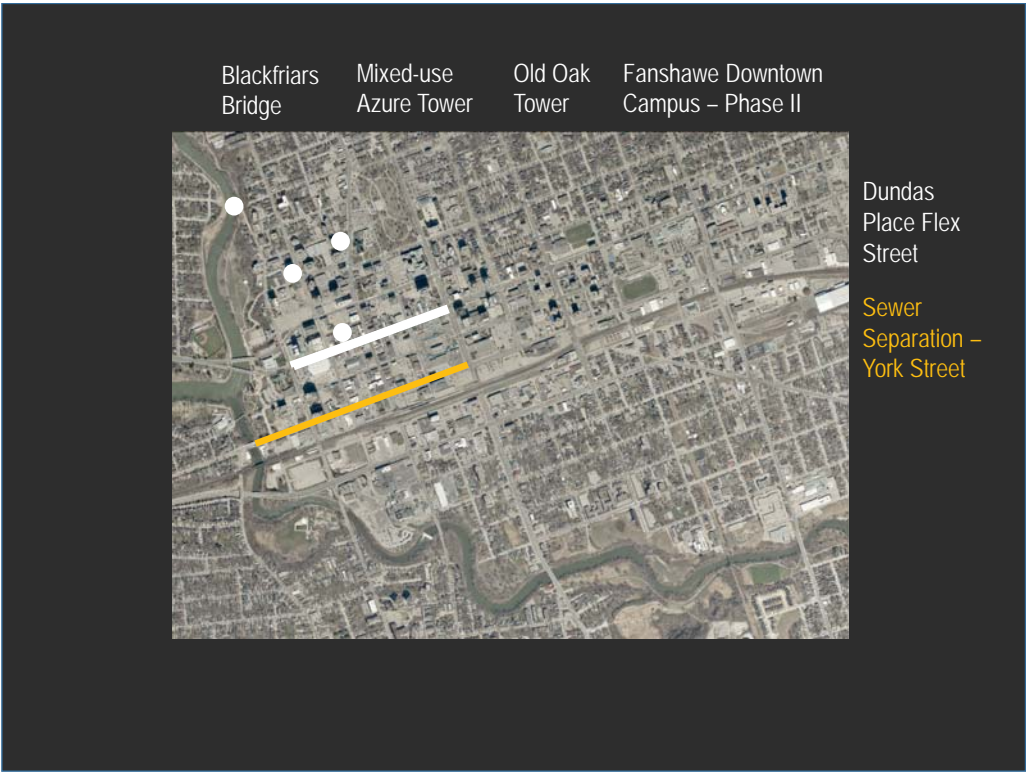 Blackfriars
Bridge
Mixed-use
Azure Tower
Old Oak
Tower
Fanshawe Downtown
Campus – Phase II
Dundas
Place Flex
Street
Sewer
Separation –
York Street